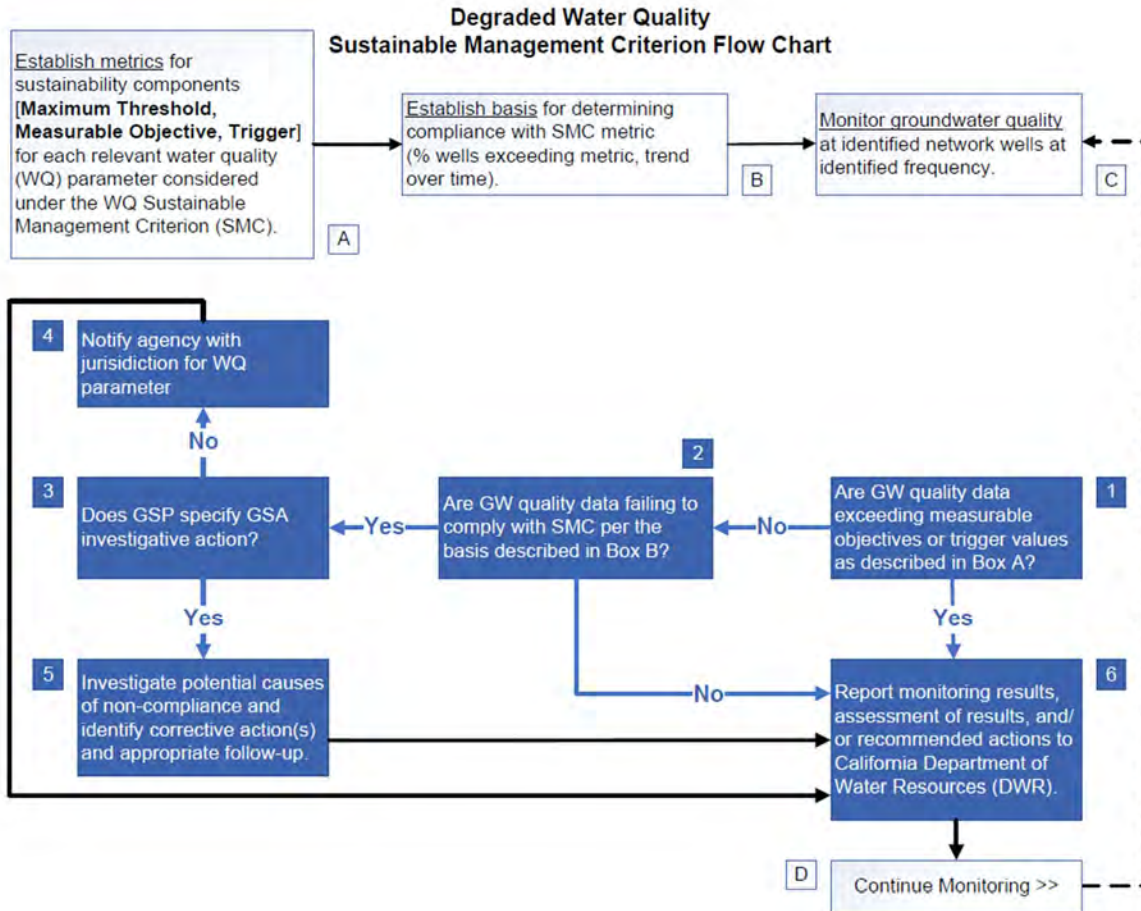 Degraded Water Quality
Sustainable Management Criterion Flow Chart
Establish metrics for
sustainability components
[Maximum Threshold,
Measurable Objective, Trigger]
for each relevant water quality
(WQ) parameter considered
under the WQ Sustainable
Management Criterion (SMC).
A
Establish basis for determining
compliance with SMC metric
(% wells exceeding metric, trend
over time).
B
Monitor groundwater quality
at identified network wells at
identified frequency.
C
4
Notify agency with
jurisidiction for WQ
parameter
No
3
Does GSP specify GSA
investigative action?
Yes
2
Are GW quality data failing to
comply with SMC per the
basis described in Box B?
No
1
Are GW quality data
exceeding measurable
objectives or trigger values
as described in Box A?
Yes
Yes
5
Investigate potential causes
of non-compliance and
identify corrective action(s)
and appropriate follow-up.
No
6
Report monitoring results,
assessment of results, and/
or recommended actions to
California Department of
Water Resources (DWR).
D
Continue Monitoring >>